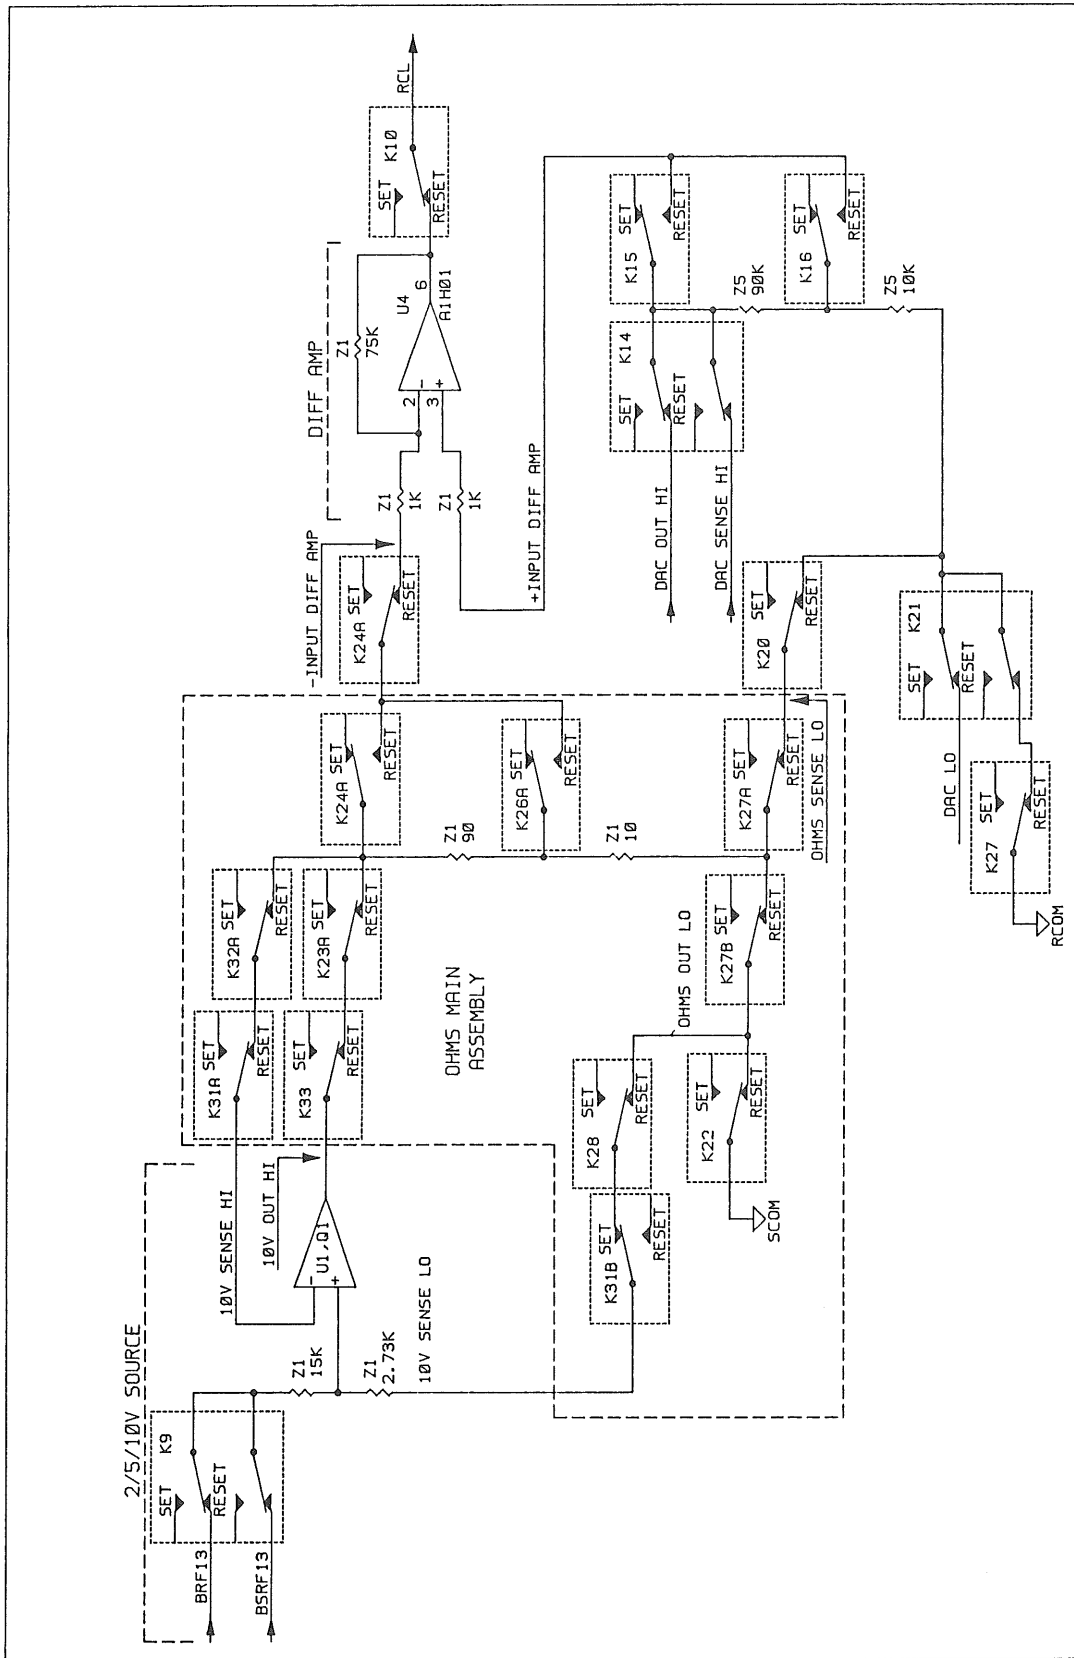 2/5/10V SOURCE
BRF13
BSRF13
SET
K9
RESET
Z1
15K
Z1
2.73K
10V SENSE LO
10V SENSE HI
10V OUT HI
U1,Q1
-
+
K31A SET
RESET
K32A SET
RESET
K33
SET
RESET
K23A SET
RESET
OHMS MAIN
ASSEMBLY
K24A SET
RESET
Z1
90
K26A SET
RESET
Z1
10
K31B SET
RESET
K28
SET
RESET
OHMS OUT LO
K22
SET
RESET
SCOM
K27B SET
RESET
K27A SET
RESET
OHMS SENSE LO
K24A SET
RESET
-INPUT DIFF AMP
DIFF AMP
Z1
1K
Z1
1K
Z1
75K
2
-
3
+
U4
6
A1H01
SET
K10
RESET
RCL
+INPUT DIFF AMP
DAC OUT HI
DAC SENSE HI
SET
K14
RESET
K15
SET
RESET
Z5
90K
K16
SET
RESET
Z5
10K
K20
SET
RESET
SET
K21
RESET
DAC LO
K27
SET
RESET
RCOM